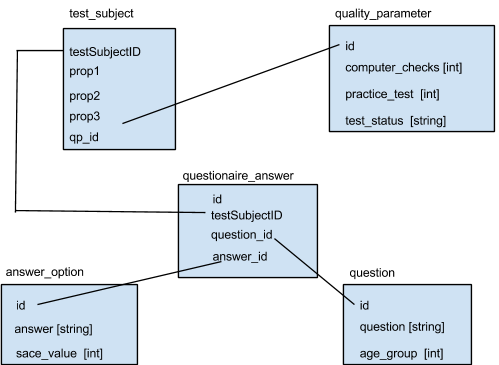 test_subject
testSubjectID
prop1
prop2
prop3
qp_id
quality_parameter
id
computer_checks [int]
practice_test [int]
test_status [string]
questionaire_answer
id
testSubjectID
question_id
answer_id
answer_option
id
answer [string]
sace_value [int]
question
id
question [string]
age_group [int]